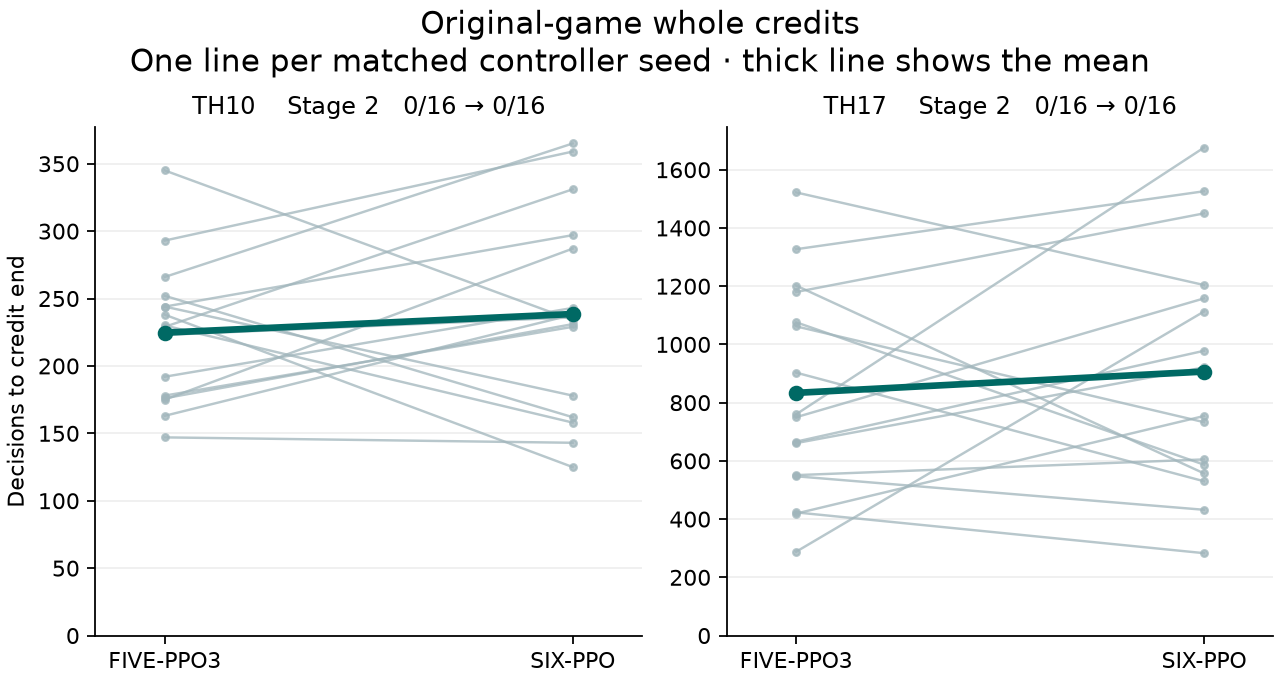 Original-game whole credits
One line per matched controller seed · thick line shows the mean
TH10 Stage 2 0/16 → 0/16
Decisions to credit end
350
300
250
200
150
100
50
0
FIVE-PPO3 SIX-PPO
TH17 Stage 2 0/16 → 0/16
1600
1400
1200
1000
800
600
400
200
0
FIVE-PPO3 SIX-PPO